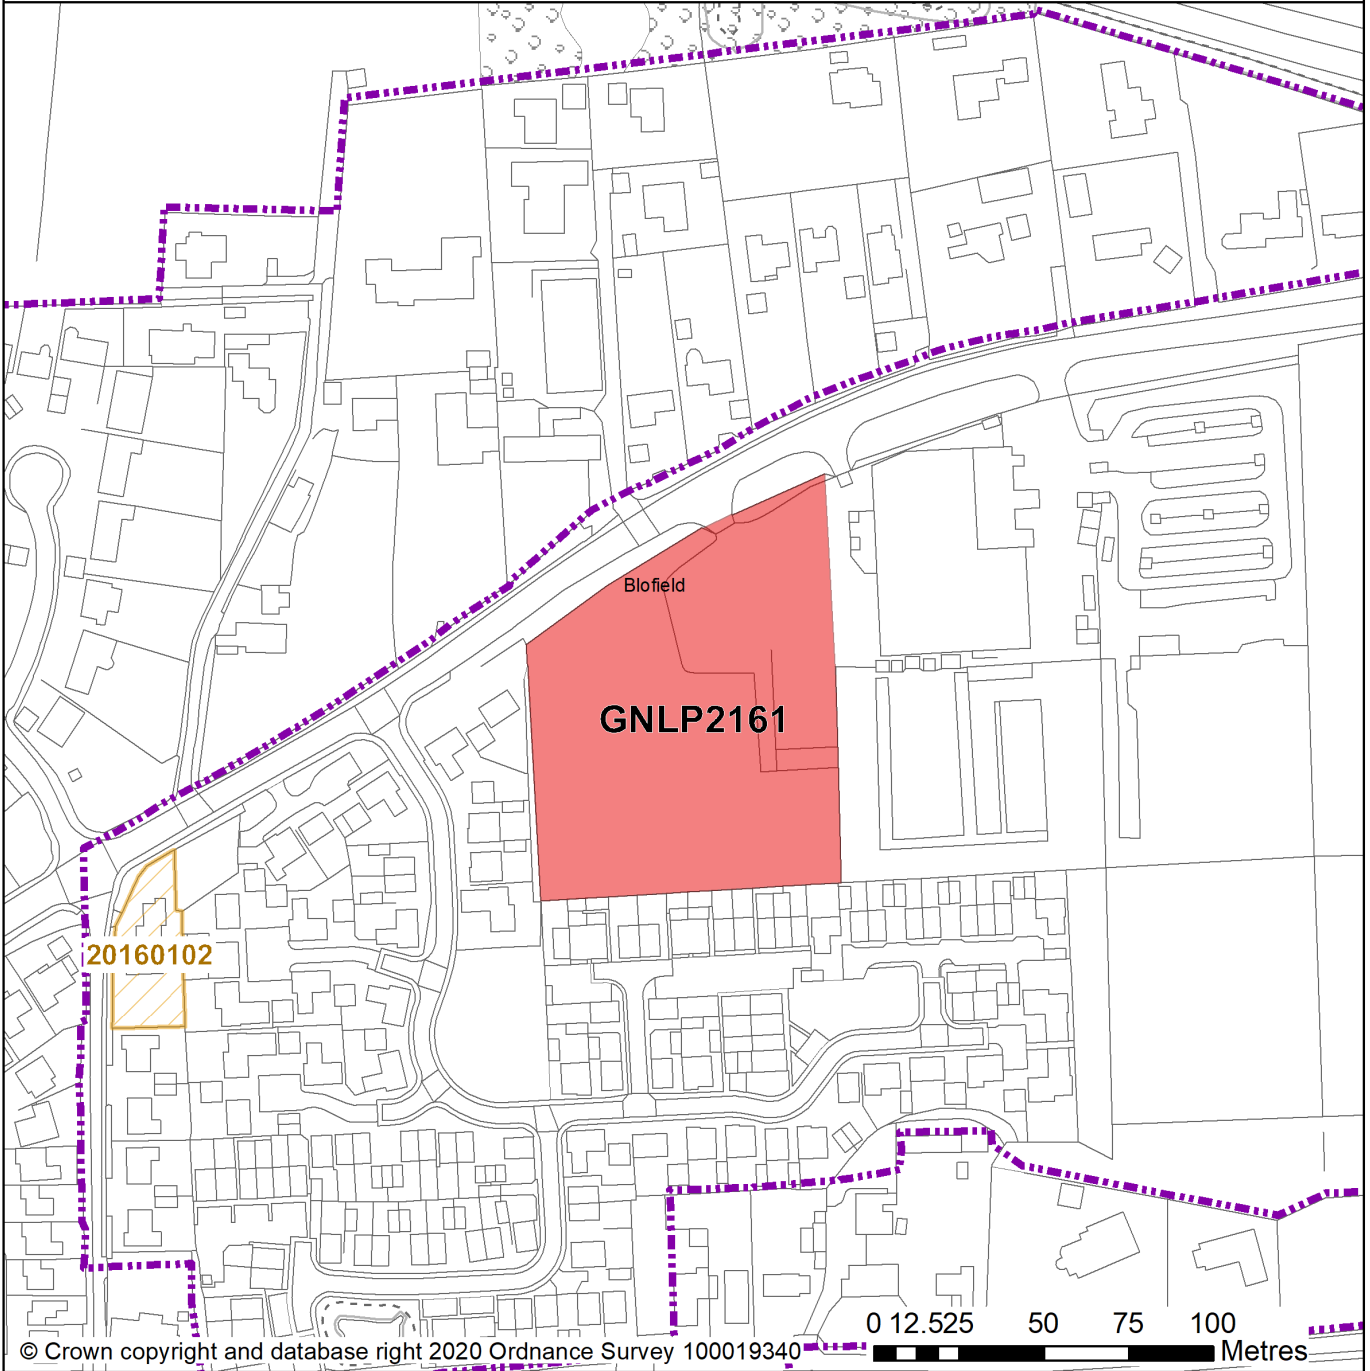 Blofield
GNLP2161
20160102
0 12.525 50 75 100
Metres
© Crown copyright and database right 2020 Ordnance Survey 100019340